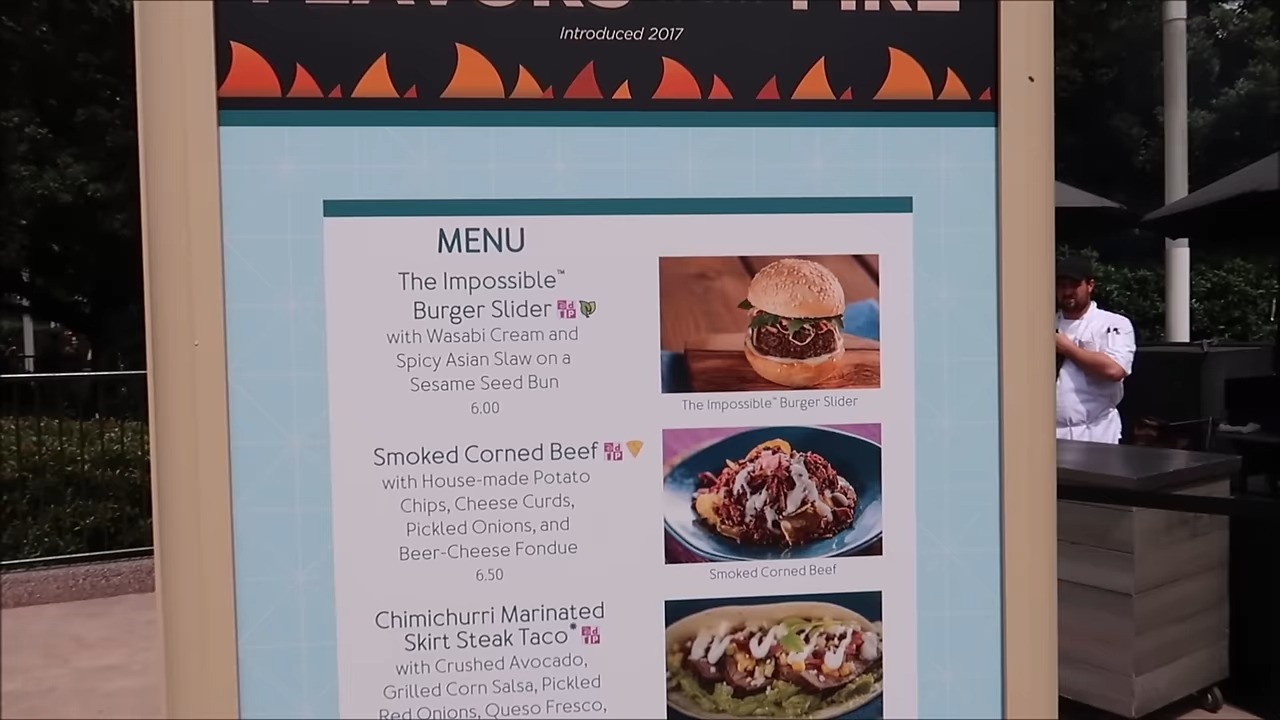 FLAVORS FIRE
Introduced 2017
MENU
The Impossible™
Burger Slider
with Wasabi Cream and
Spicy Asian Slaw on a
Sesame Seed Bun
6.00
The Impossible™ Burger Slider
Smoked Corned Beef
with House-made Potato
Chips, Cheese Curds,
Pickled Onions, and
Beer-Cheese Fondue
6.50
Smoked Corned Beef
Chimichurri Marinated
Skirt Steak Taco*
with Crushed Avocado,
Grilled Corn Salsa, Pickled
Red Onions, Queso Fresco,